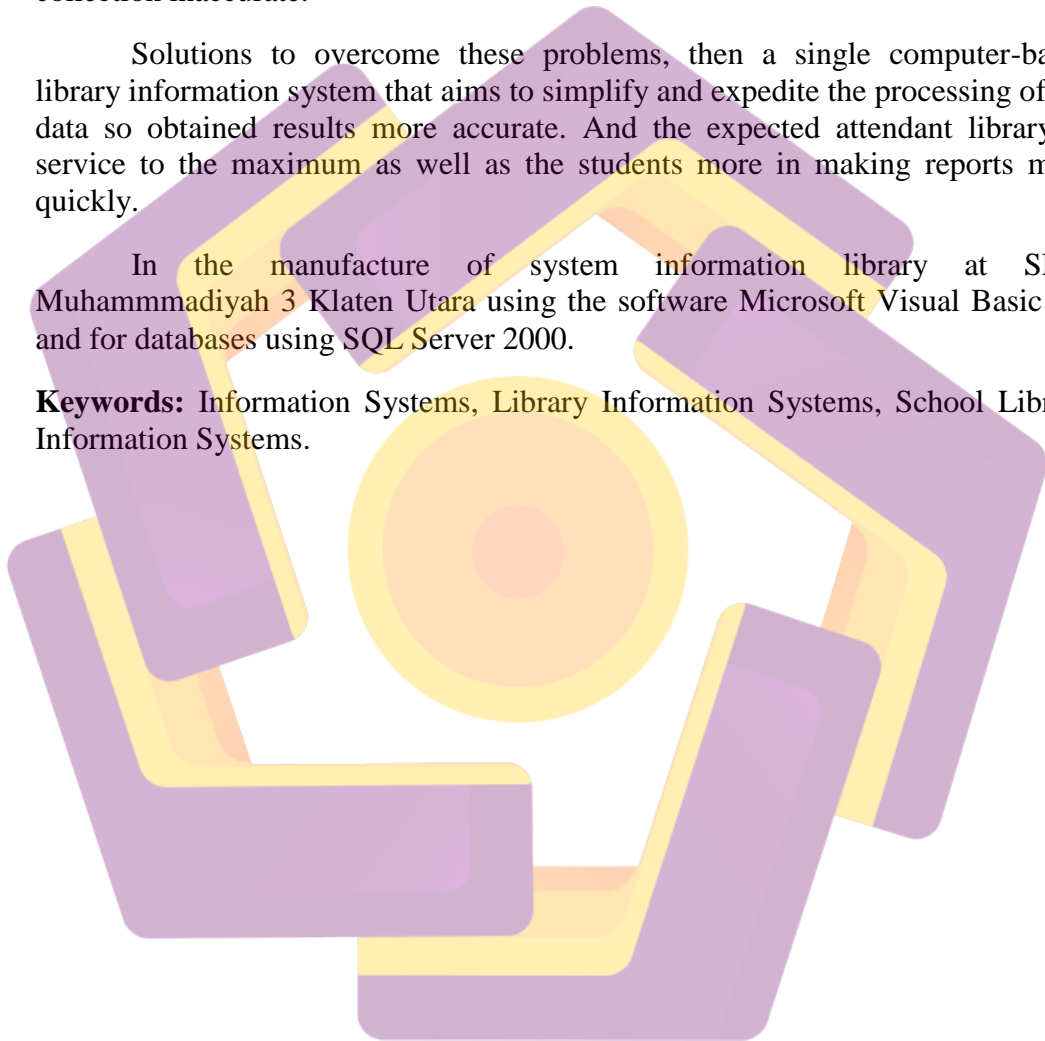 collection inaccurate.
Solutions to overcome these problems, then a single computer-ba
library information system that aims to simplify and expedite the processing of
data so obtained results more accurate. And the expected attendant library
service to the maximum as well as the students more in making reports m
quickly.
In the manufacture of system information library at S
Muhammmadiyah 3 Klaten Utara using the software Microsoft Visual Basic
and for databases using SQL Server 2000.
Keywords: Information Systems, Library Information Systems, School Libr
Information Systems.